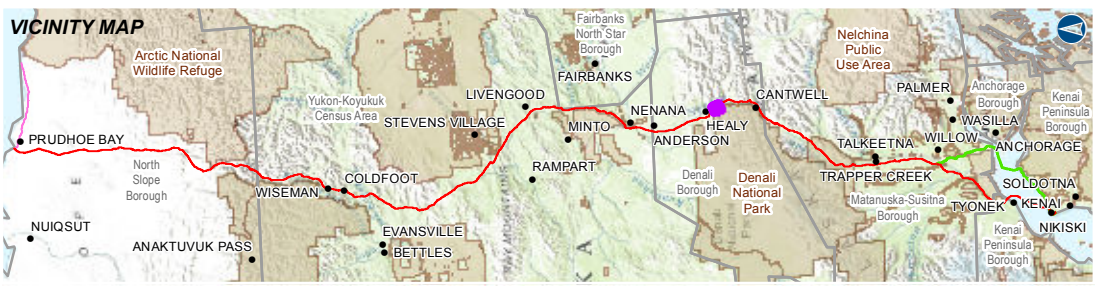 VICINITY MAP
Arctic National
Wildlife Refuge
Fairbanks
North Star
Borough
FAIRBANKS
Nelchina
Public
Use Area
PALMER
Anchorage
Borough
Kenai
Peninsula
Borough
WASILLA
ANCHORAGE
WILLOW
Yukon-Koyukuk
Census Area
LIVENGOOD
STEVENS VILLAGE
MINTO
NENANA
ANDERSON
HEALY
CANTWELL
TALKEETNA
TRAPPER CREEK
PRUDHOE BAY
North
Slope
Borough
WISEMAN
COLDFOOT
RAMPART
Denali
Borough
Denali
National
Park
Matanuska-Susitna
Borough
SOLDOTNA
TYONEK
KENAI
NIKISKI
Kenai
Peninsula
Borough
NUIQSUT
ANAKTUVUK PASS
EVANSVILLE
BETTLES
K A